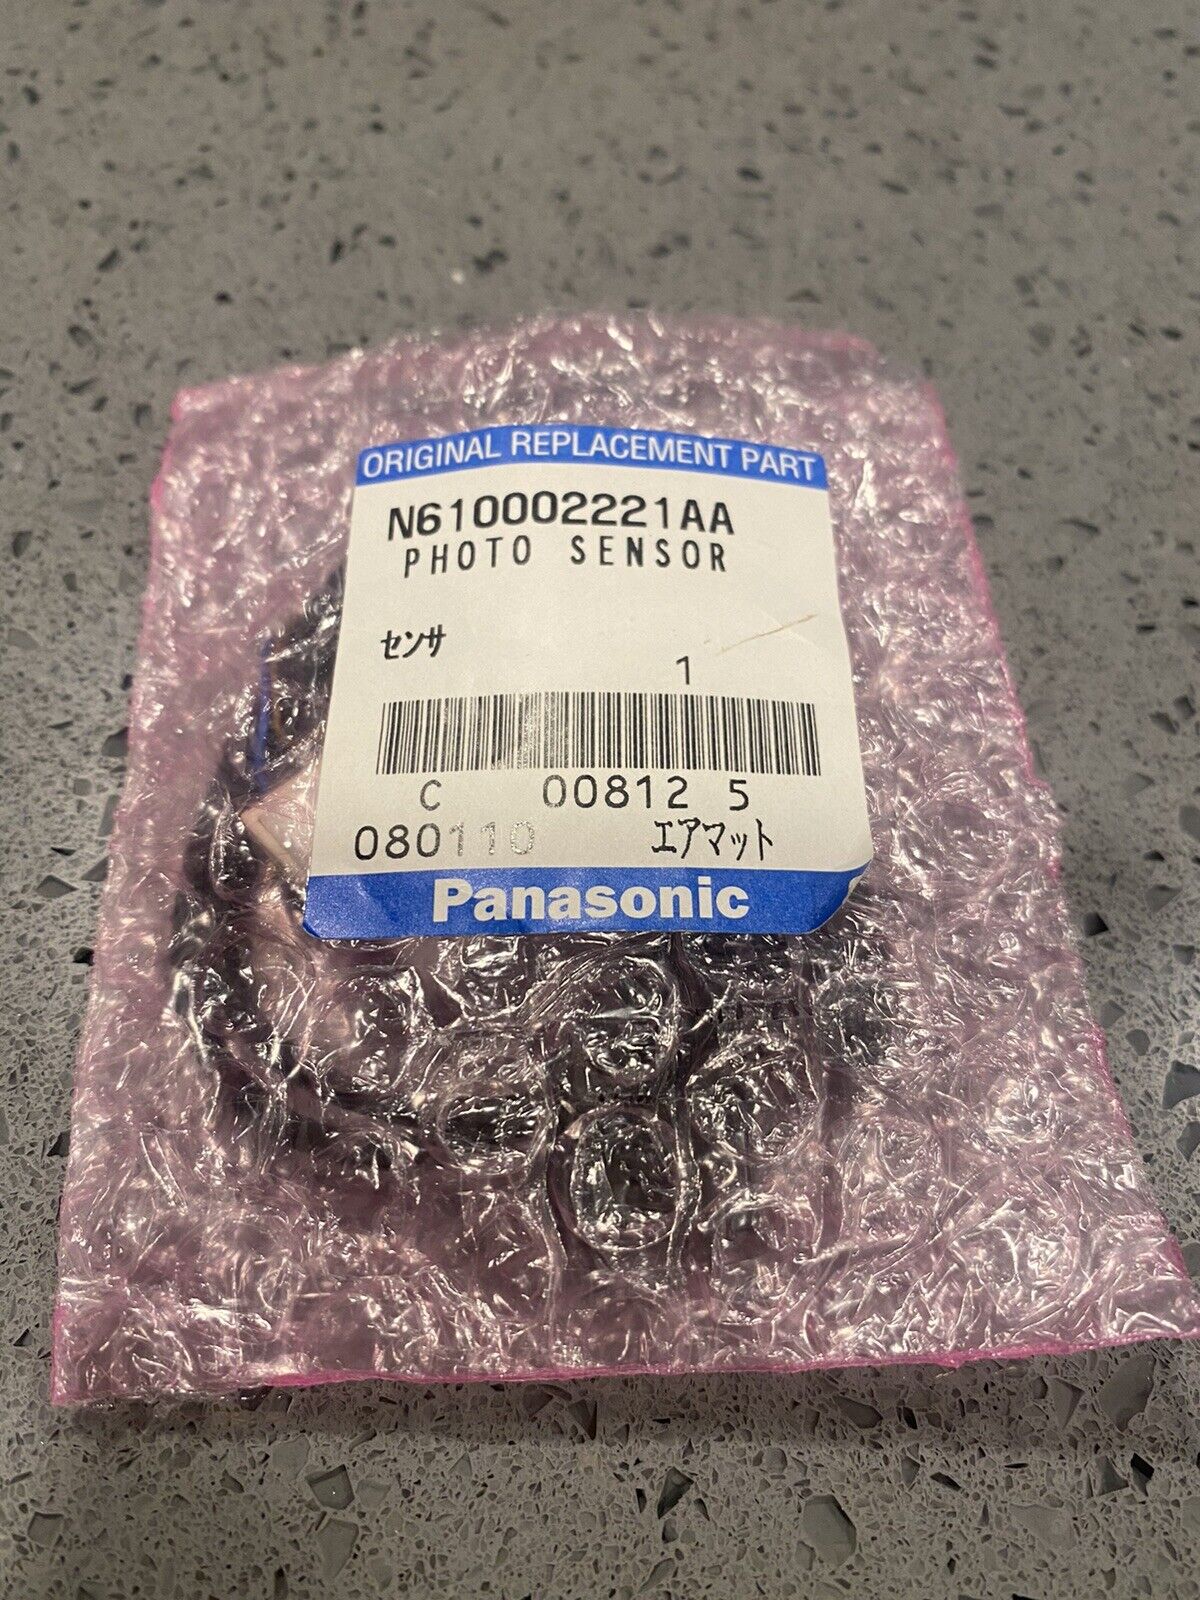 ORIGINAL REPLACEMENT PART
N610002221AA
PHOTO SENSOR
センサ
1
C 00812 5
080110 エアマット
Panasonic